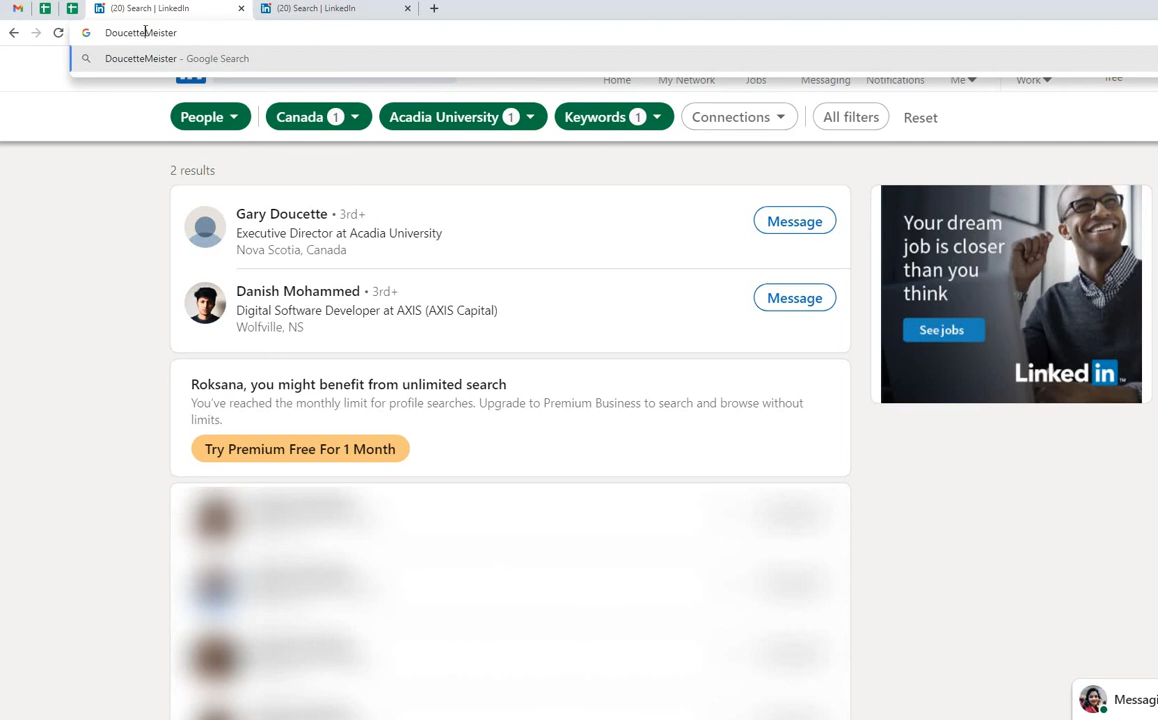 (20) Search | LinkedIn
(20) Search | LinkedIn
DoucetteMeister
DoucetteMeister - Google Search
Home
My Network
Jobs
Messaging
Notifications
Me
Work
free
People
Canada 1
Acadia University 1
Keywords 1
Connections
All filters
Reset
2 results
Gary Doucette • 3rd+
Executive Director at Acadia University
Nova Scotia, Canada
Message
Danish Mohammed • 3rd+
Digital Software Developer at AXIS (AXIS Capital)
Wolfville, NS
Message
Roksana, you might benefit from unlimited search
You've reached the monthly limit for profile searches. Upgrade to Premium Business to search and browse without
limits.
Try Premium Free For 1 Month
Your dream
job is closer
than you
think
See jobs
Linked in
Messagi